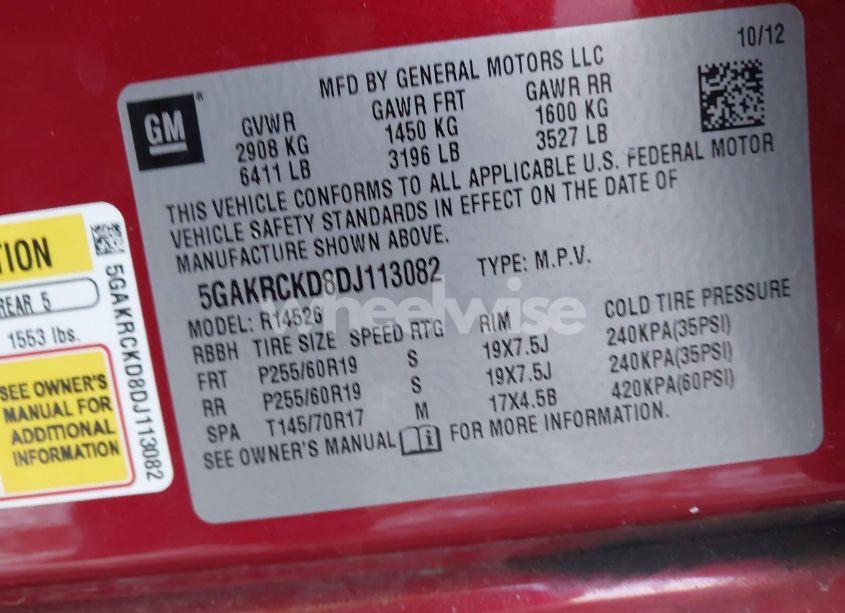 10/12
MFD BY GENERAL MOTORS LLC
GM
GVWR GAWR FRT GAWR RR
2908 KG 1450 KG 1600 KG
6411 LB 3196 LB 3527 LB
THIS VEHICLE CONFORMS TO ALL APPLICABLE U.S. FEDERAL MOTOR
VEHICLE SAFETY STANDARDS IN EFFECT ON THE DATE OF
MANUFACTURE SHOWN ABOVE.
5GAKRCKD8DJ113082 TYPE: M.P.V.
MODEL: R14526
RBBH TIRE SIZE SPEED RTG RIM COLD TIRE PRESSURE
FRT P255/60R19 S 19X7.5J 240KPA(35PSI)
RR P255/60R19 S 19X7.5J 240KPA(35PSI)
SPA T145/70R17 M 17X4.5B 420KPA(60PSI)
SEE OWNER'S MANUAL i FOR MORE INFORMATION.
TION
REAR 5
1553 lbs.
SEE OWNER'S
MANUAL FOR
ADDITIONAL
INFORMATION
5GAKRCKD8DJ113082
wheelwise